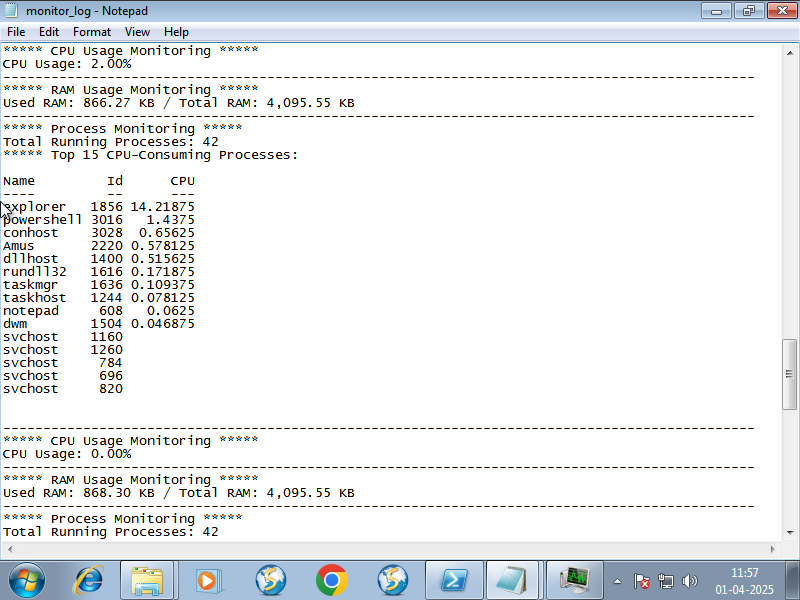 monitor_log - Notepad
File Edit Format View Help
***** CPU Usage Monitoring *****
CPU Usage: 2.00%
----------------------------------------------------------------------------------------------
***** RAM Usage Monitoring *****
Used RAM: 866.27 KB / Total RAM: 4,095.55 KB
----------------------------------------------------------------------------------------------
***** Process Monitoring *****
Total Running Processes: 42
***** Top 15 CPU-Consuming Processes:
Name Id CPU
---- -- ---
explorer 1856 14.21875
powershell 3016 1.4375
conhost 3028 0.65625
Amus 2220 0.578125
dllhost 1400 0.515625
rundll32 1616 0.171875
taskmgr 1636 0.109375
taskhost 1244 0.078125
notepad 608 0.0625
dwm 1504 0.046875
svchost 1160
svchost 1260
svchost 784
svchost 696
svchost 820
----------------------------------------------------------------------------------------------
***** CPU Usage Monitoring *****
CPU Usage: 0.00%
----------------------------------------------------------------------------------------------
***** RAM Usage Monitoring *****
Used RAM: 868.30 KB / Total RAM: 4,095.55 KB
----------------------------------------------------------------------------------------------
***** Process Monitoring *****
Total Running Processes: 42
11:57
01-04-2025